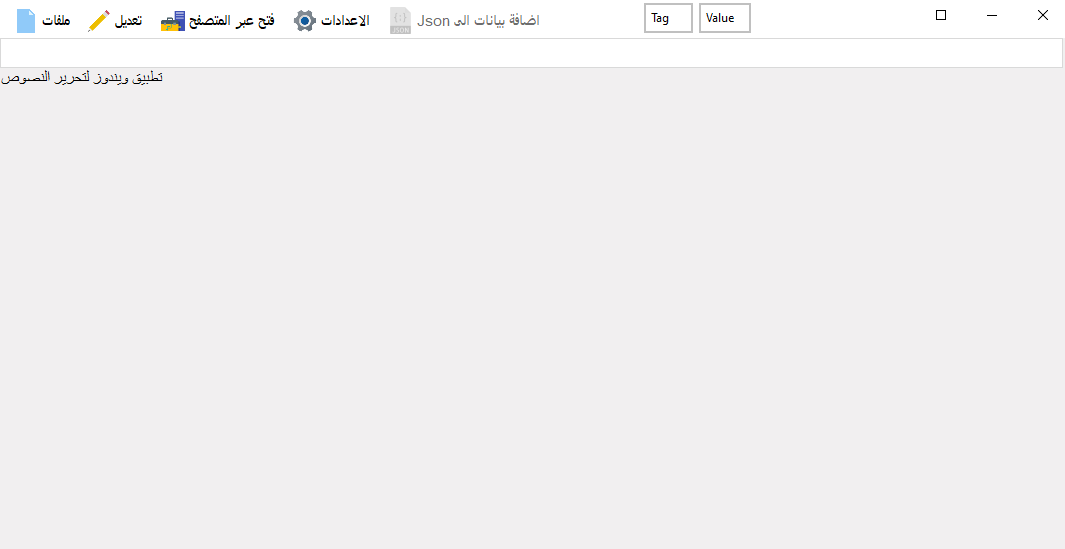 ملفات
تعديل
فتح عبر المتصفح
الاعدادات
اضافة بيانات الى Json
Tag
Value
تطبيق ويندوز لتحرير النصوص